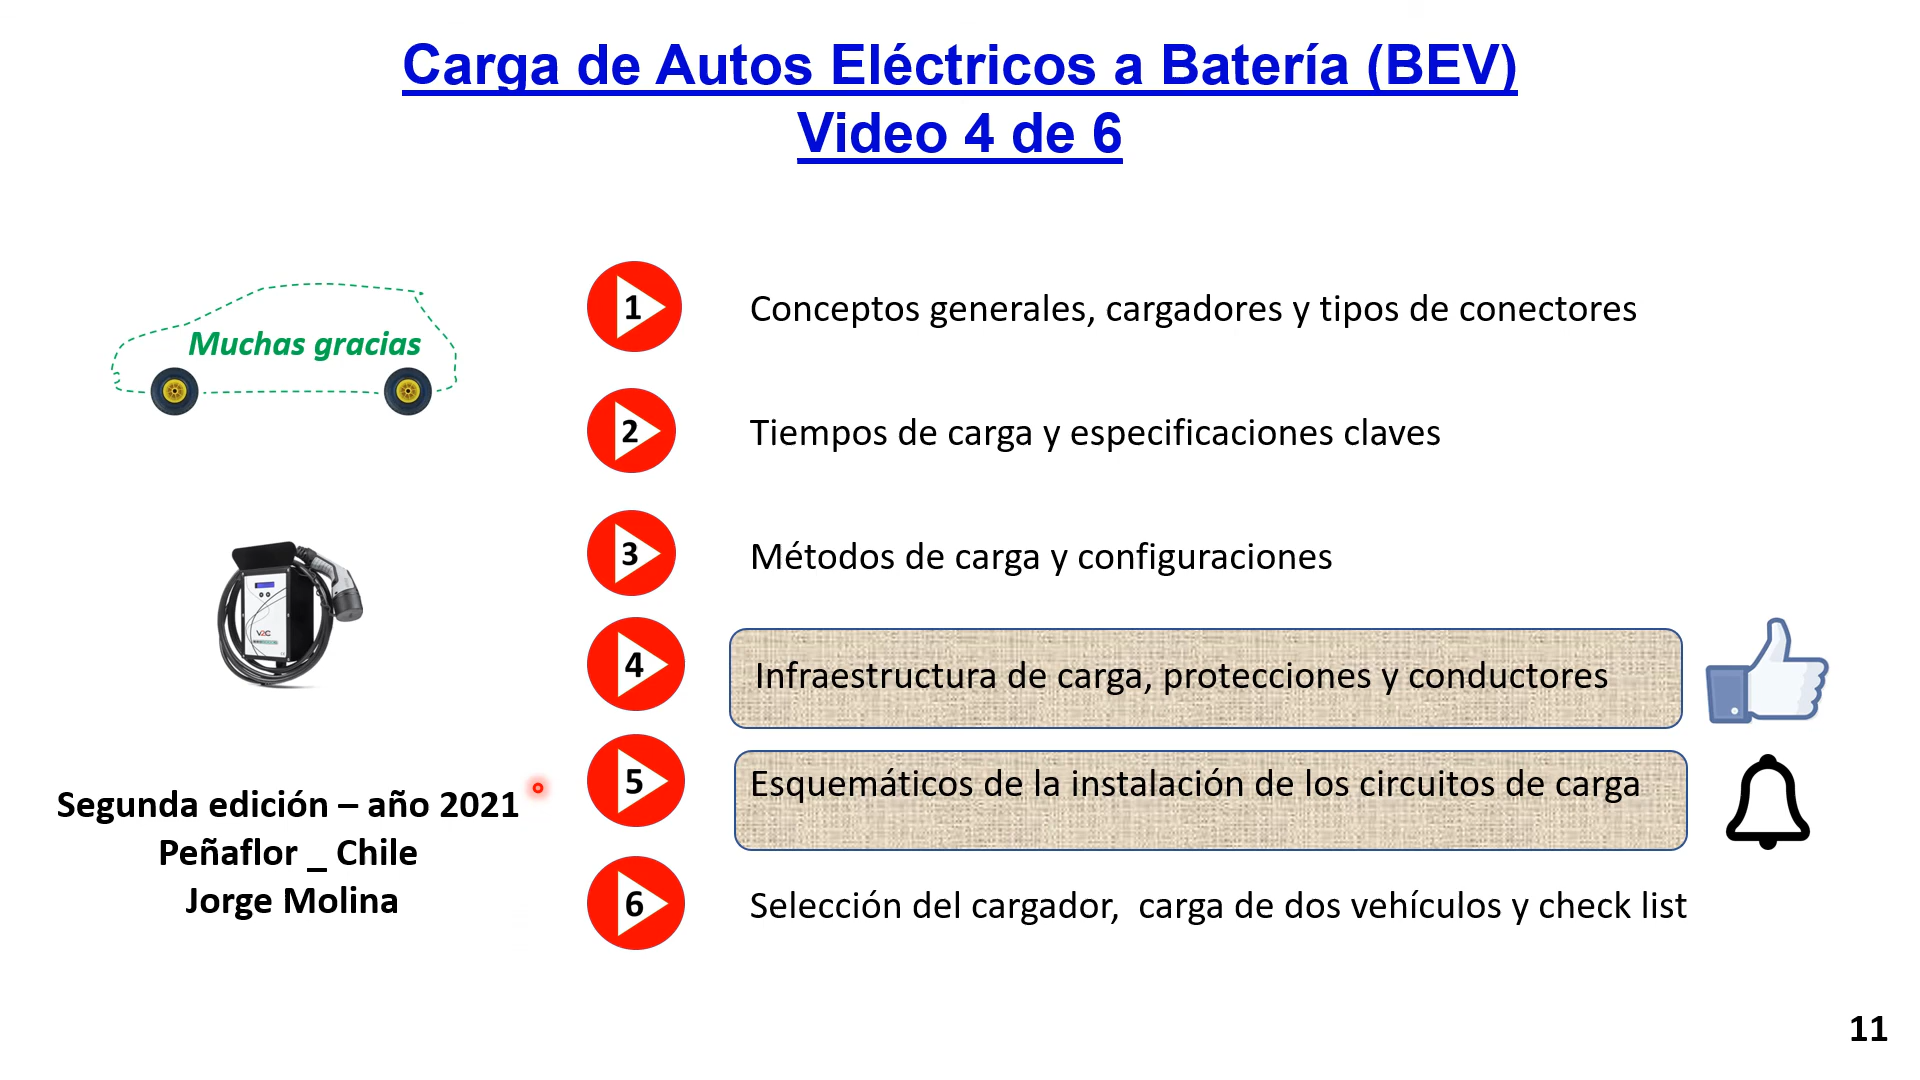 Carga de Autos Eléctricos a Batería (BEV)
Video 4 de 6
Muchas gracias
1 Conceptos generales, cargadores y tipos de conectores
2 Tiempos de carga y especificaciones claves
3 Métodos de carga y configuraciones
4 Infraestructura de carga, protecciones y conductores
5 Esquemáticos de la instalación de los circuitos de carga
6 Selección del cargador, carga de dos vehículos y check list
V2C
Segunda edición – año 2021
Peñaflor _ Chile
Jorge Molina
11